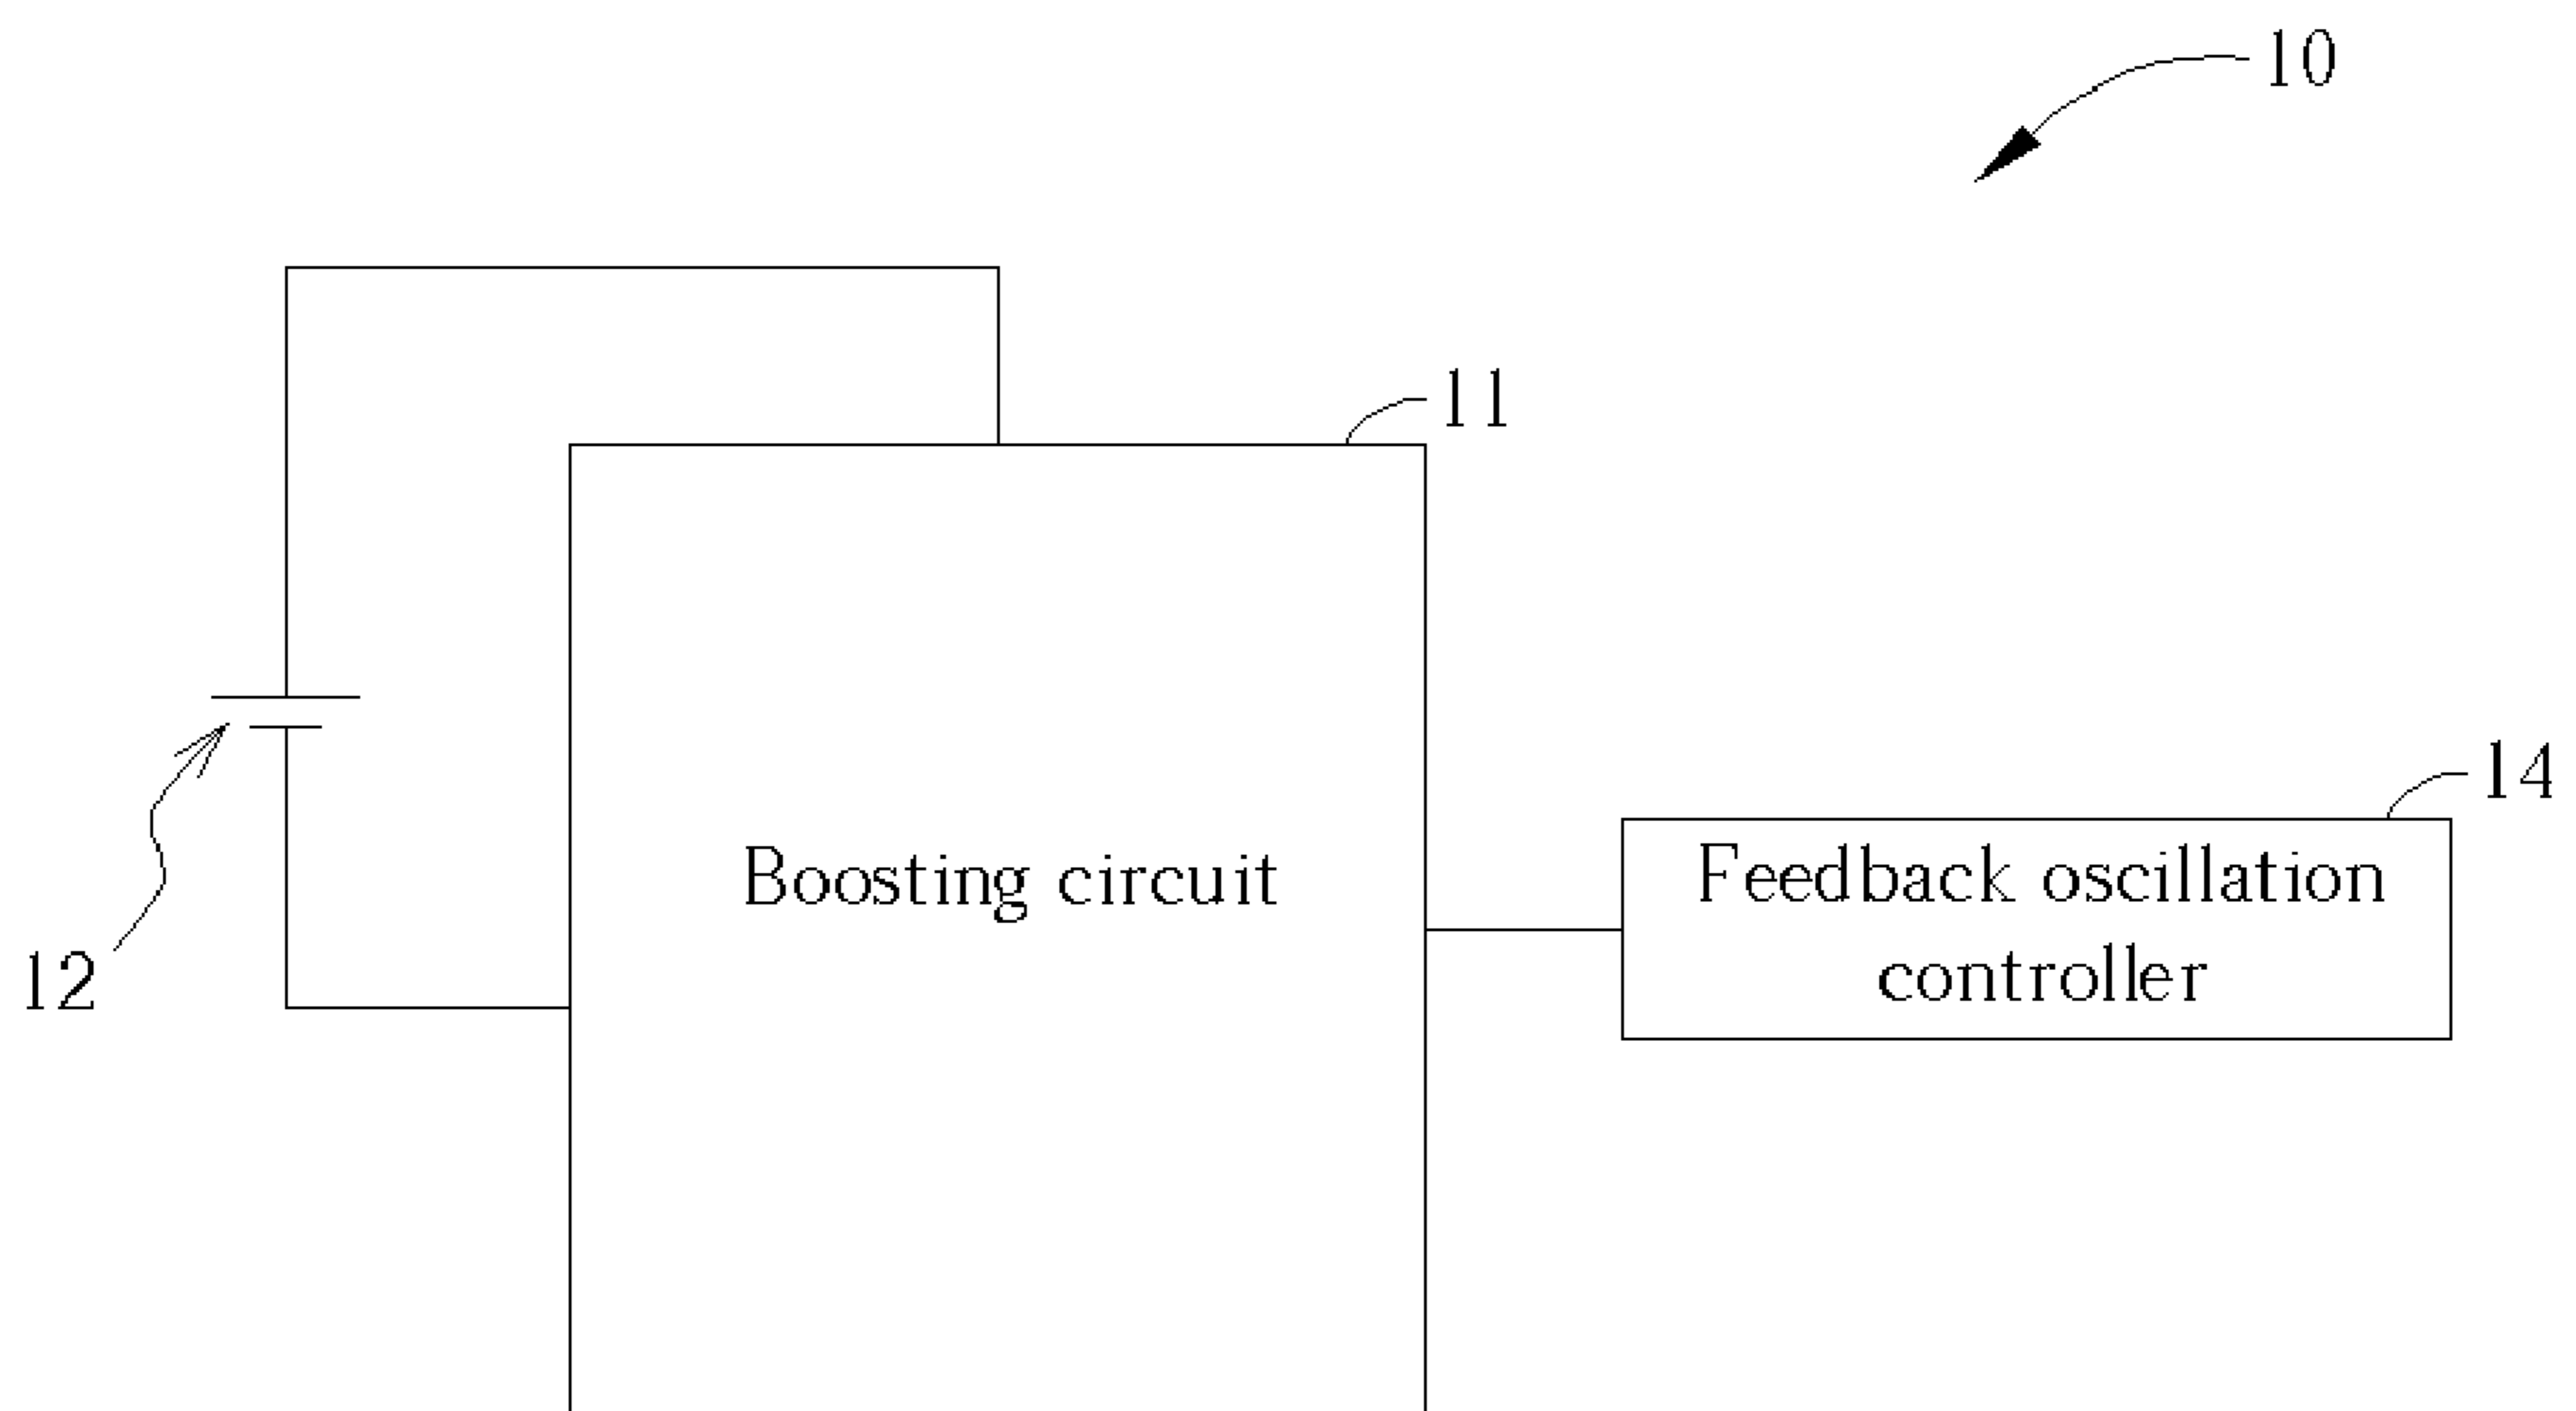 10
11
14
Boosting circuit
Feedback oscillation
controller
12